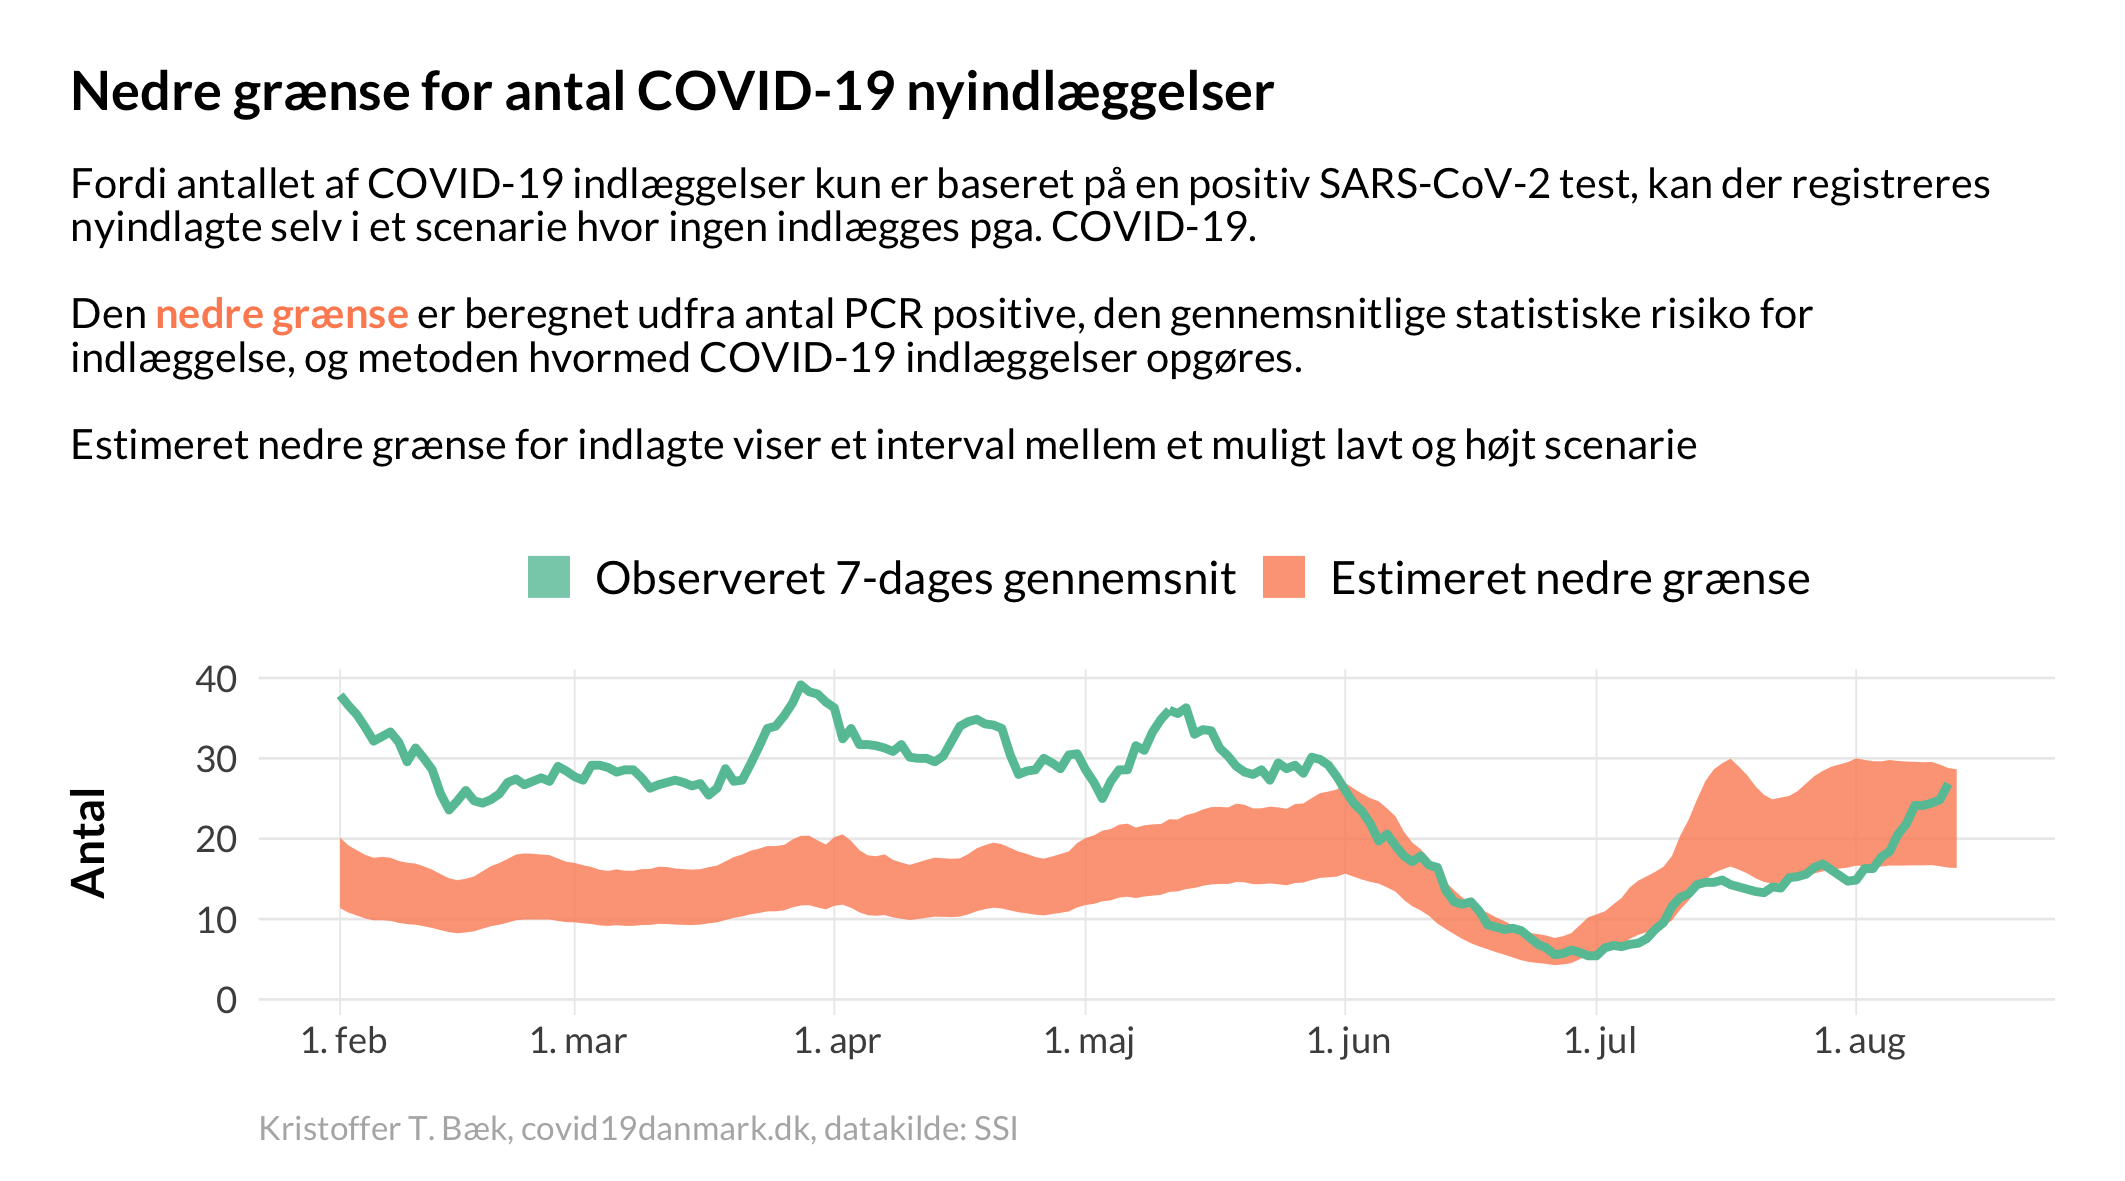 Nedre grænse for antal COVID-19 nyindlæggelser
Fordi antallet af COVID-19 indlæggelser kun er baseret på en positiv SARS-CoV-2 test, kan der registreres
nyindlagte selv i et scenarie hvor ingen indlægges pga. COVID-19.
Den nedre grænse er beregnet udfra antal PCR positive, den gennemsnitlige statistiske risiko for
indlæggelse, og metoden hvormed COVID-19 indlæggelser opgøres.
Estimeret nedre grænse for indlagte viser et interval mellem et muligt lavt og højt scenarie
Observeret 7-dages gennemsnit Estimeret nedre grænse
Antal
40
30
20
10
0
1. feb 1. mar 1. apr 1. maj 1. jun 1. jul 1. aug
Kristoffer T. Bæk, covid19danmark.dk, datakilde: SSI